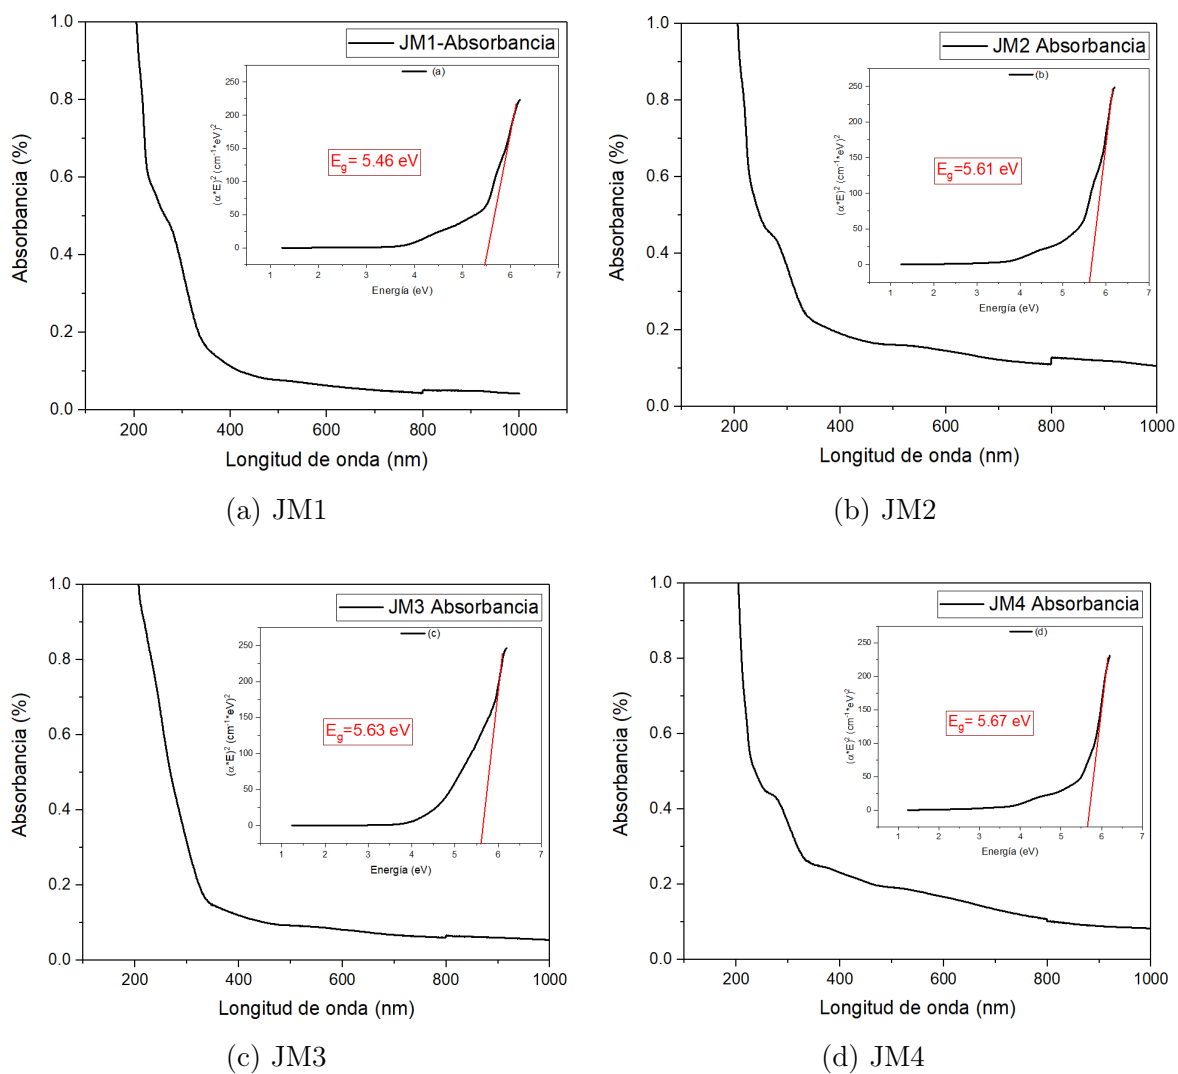 JM1-Absorbancia
(a)
E_g= 5.46 eV
(α*E)² (cm⁻¹*eV)²
250
200
150
100
50
0
1 2 3 4 5 6 7
Energía (eV)
Absorbancia (%)
1.0
0.8
0.6
0.4
0.2
0.0
200 400 600 800 1000
Longitud de onda (nm)
(a) JM1
JM2 Absorbancia
(b)
E_g=5.61 eV
(α*E)² (cm⁻¹*eV)²
250
200
150
100
50
0
1 2 3 4 5 6 7
Energía (eV)
Absorbancia (%)
1.0
0.8
0.6
0.4
0.2
0.0
200 400 600 800 1000
Longitud de onda (nm)
(b) JM2
JM3 Absorbancia
(c)
E_g=5.63 eV
(α*E)² (cm⁻¹*eV)²
250
225
200
175
150
100
50
0
1 2 3 4 5 6 7
Energía (eV)
Absorbancia (%)
1.0
0.8
0.6
0.4
0.2
0.0
200 400 600 800 1000
Longitud de onda (nm)
(c) JM3
JM4 Absorbancia
(d)
E_g= 5.67 eV
(α*E)² (cm⁻¹*eV)²
250
200
150
100
50
0
1 2 3 4 5 6 7
Energía (eV)
Absorbancia (%)
1.0
0.8
0.6
0.4
0.2
0.0
200 400 600 800 1000
Longitud de onda (nm)
(d) JM4